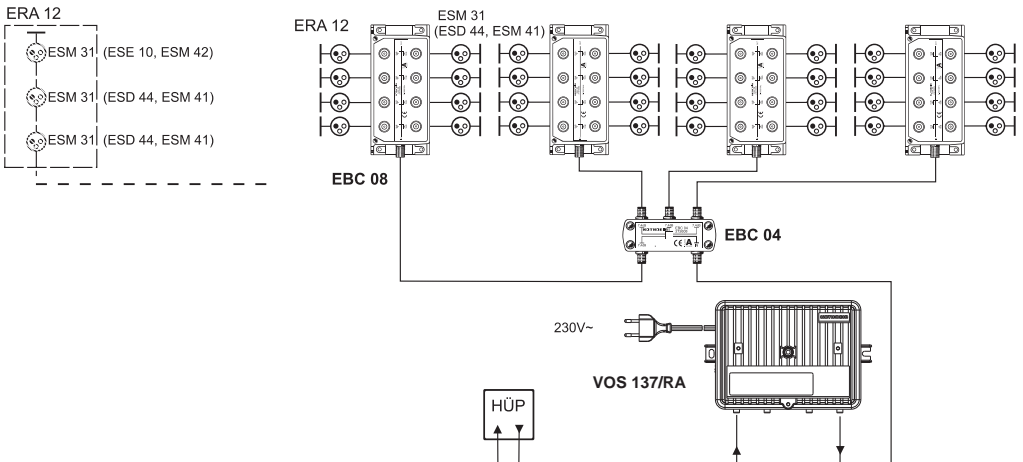 ERA 12
ESM 31 (ESE 10, ESM 42)
ESM 31 (ESD 44, ESM 41)
ESM 31 (ESD 44, ESM 41)
ERA 12
ESM 31
(ESD 44, ESM 41)
EBC 08
EBC 04
230V~
VOS 137/RA
HÜP